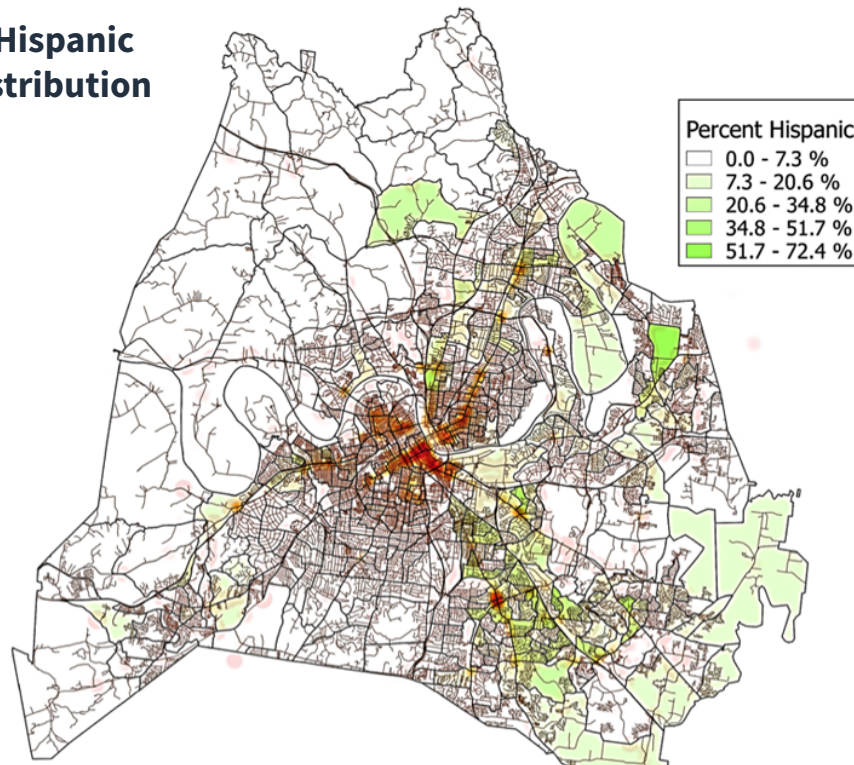 Hispanic
stribution
Percent Hispanic
0.0 - 7.3 %
7.3 - 20.6 %
20.6 - 34.8 %
34.8 - 51.7 %
51.7 - 72.4 %